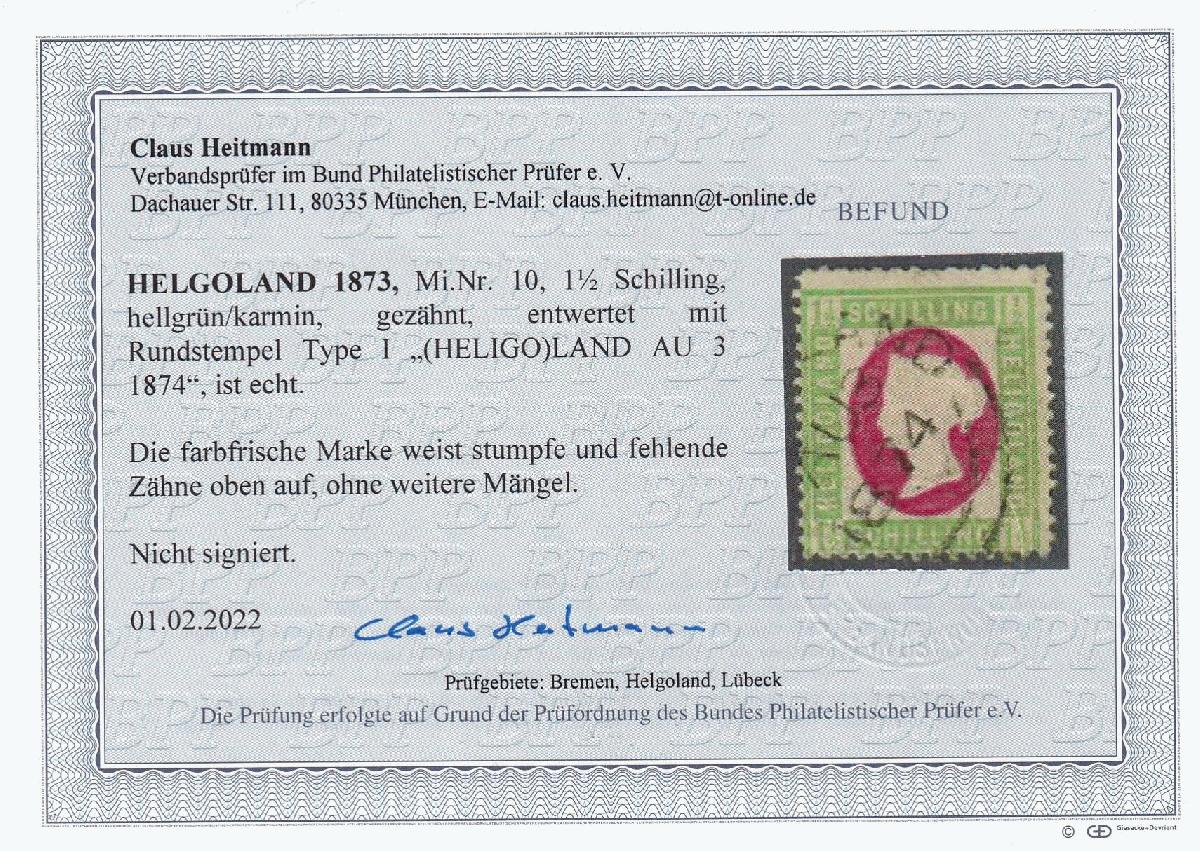 Claus Heitmann
Verbandsprüfer im Bund Philatelistischer Prüfer e. V.
Dachauer Str. 111, 80335 München, E-Mail: claus.heitmann@t-online.de
BEFUND
HELGOLAND 1873, Mi.Nr. 10, 1½ Schilling,
hellgrün/karmin, gezähnt, entwertet mit
Rundstempel Type I „(HELIGO)LAND AU 3
1874“, ist echt.
SCHILLING
HELIGOLAND
SCHILLING
Die farbfrische Marke weist stumpfe und fehlende
Zähne oben auf, ohne weitere Mängel.
Nicht signiert.
01.02.2022
Claus Heitmann
Prüfgebiete: Bremen, Helgoland, Lübeck
Die Prüfung erfolgte auf Grund der Prüfordnung des Bundes Philatelistischer Prüfer e.V.
© GD Giesecke+Devrient